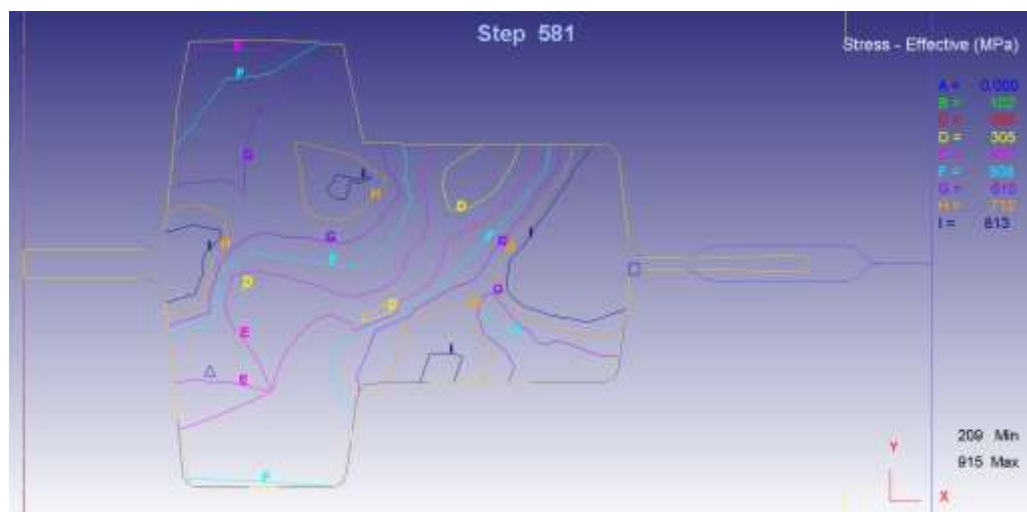 Step 581
Stress - Effective (MPa)
A = 0.000
B = 102
D = 305
F = 508
G = 610
H = 712
I = 813
E
F
G
I
H
I
H
G
F
D
D
I
G
D
E
G
I
E
F
209 Min
915 Max
Y
X